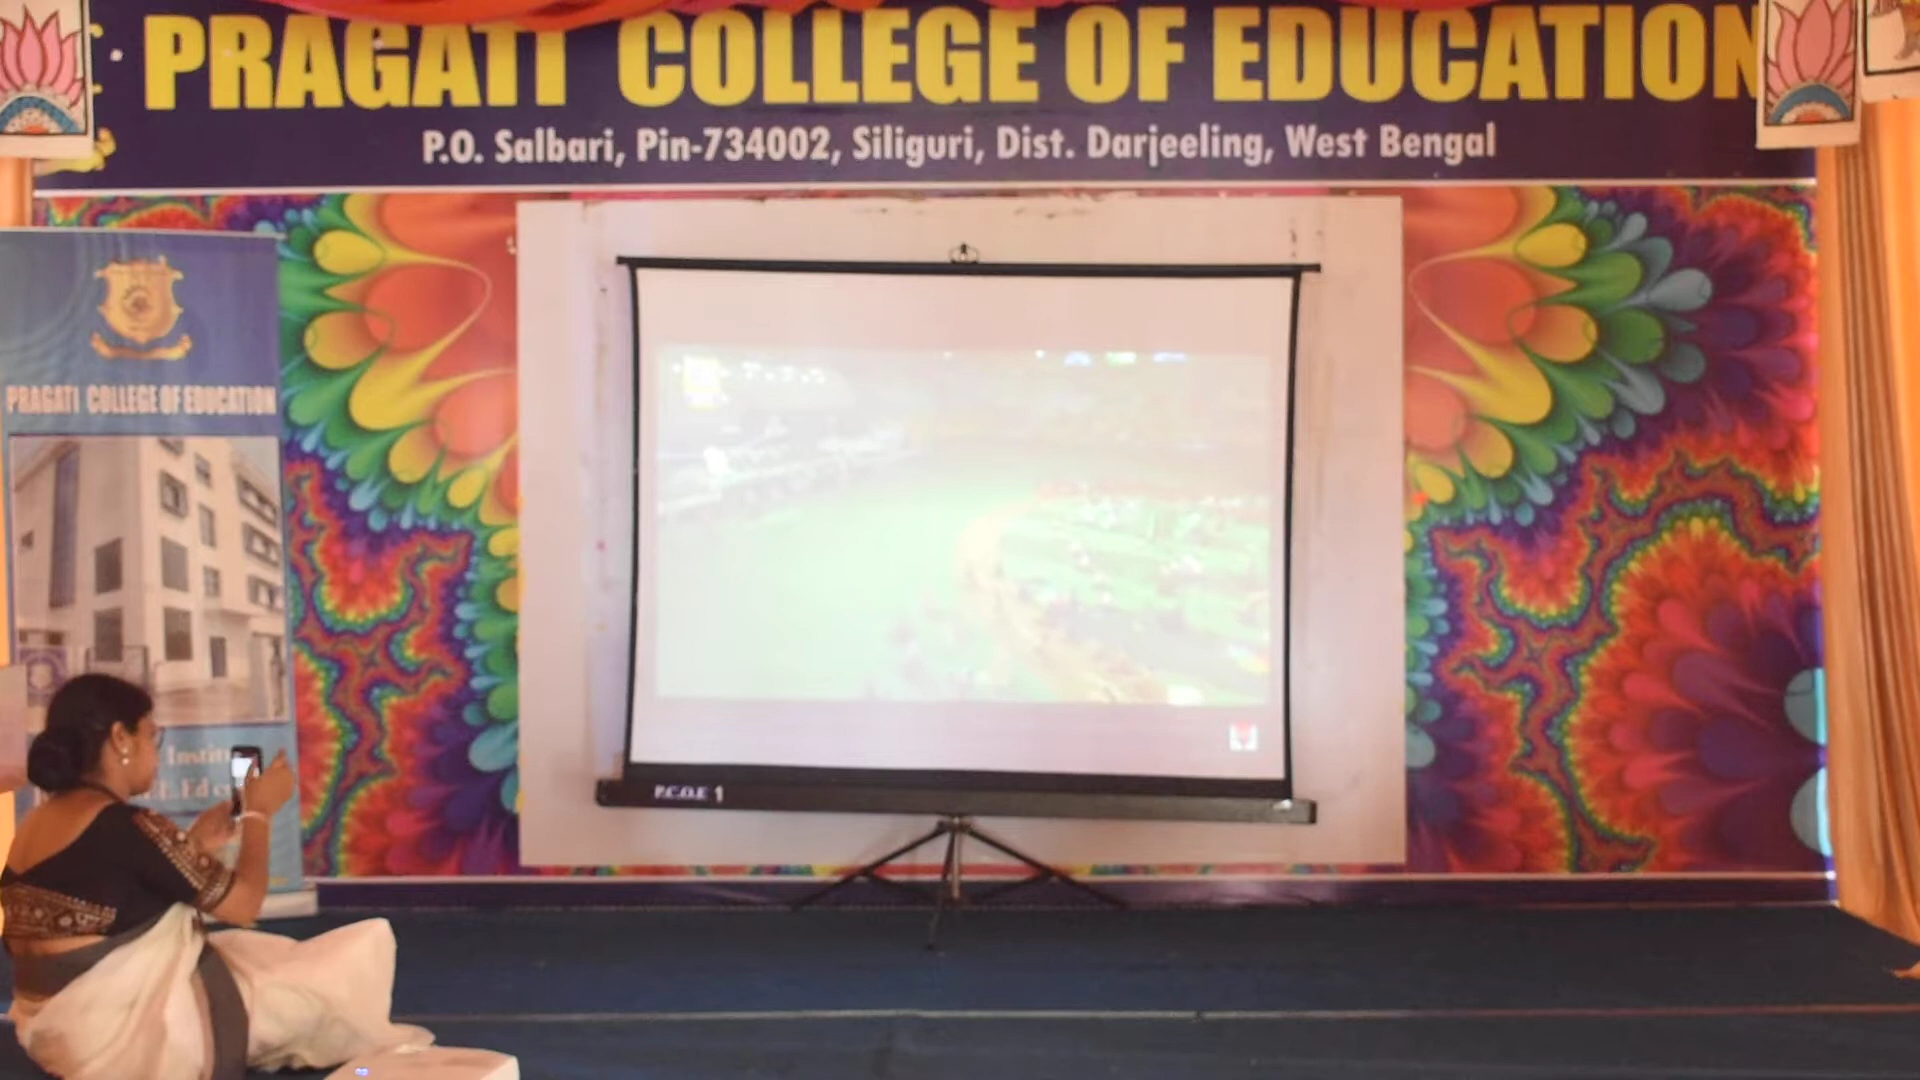 PRAGATI COLLEGE OF EDUCATION
P.O. Salbari, Pin-734002, Siliguri, Dist. Darjeeling, West Bengal
PRAGATI COLLEGE OF EDUCATION
P.C.O.E 1